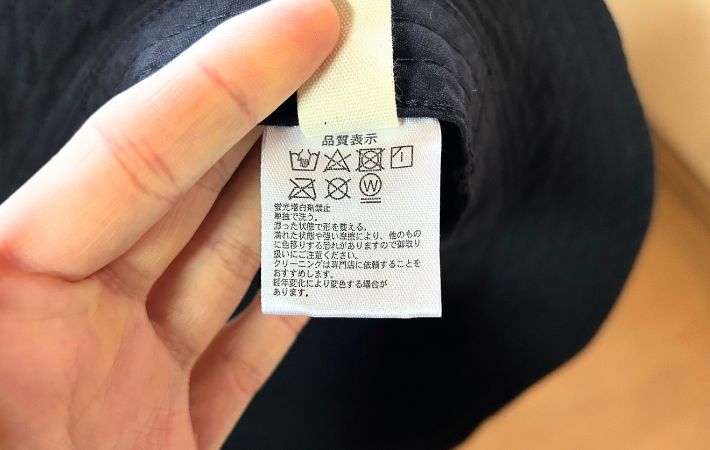 品質表示
W
蛍光増白剤禁止
単独で洗う。
湿った状態で形を整える。
濡れた状態や強い摩擦により、他のもの
に色移りする恐れがありますので御取り
扱いにご注意ください。
クリーニングは専門店に依頼することを
おすすめします。
経年変化により変色する場合が
あります。